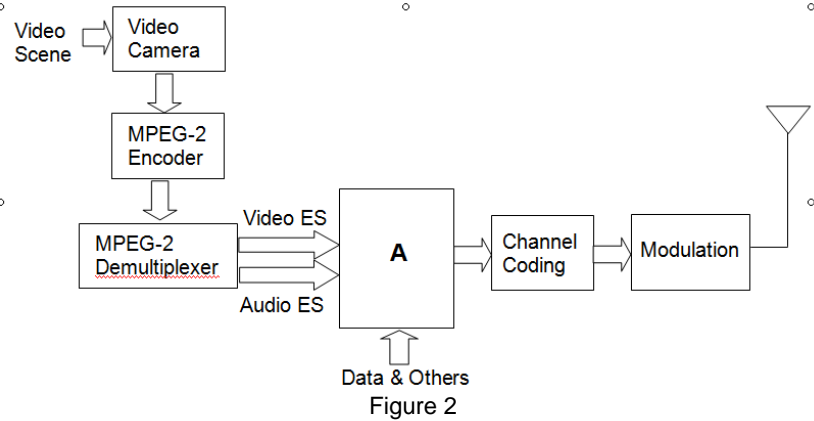 Video
Scene
Video
Camera
MPEG-2
Encoder
MPEG-2
Demultiplexer
Video ES
Audio ES
A
Data & Others
Channel
Coding
Modulation
Figure 2